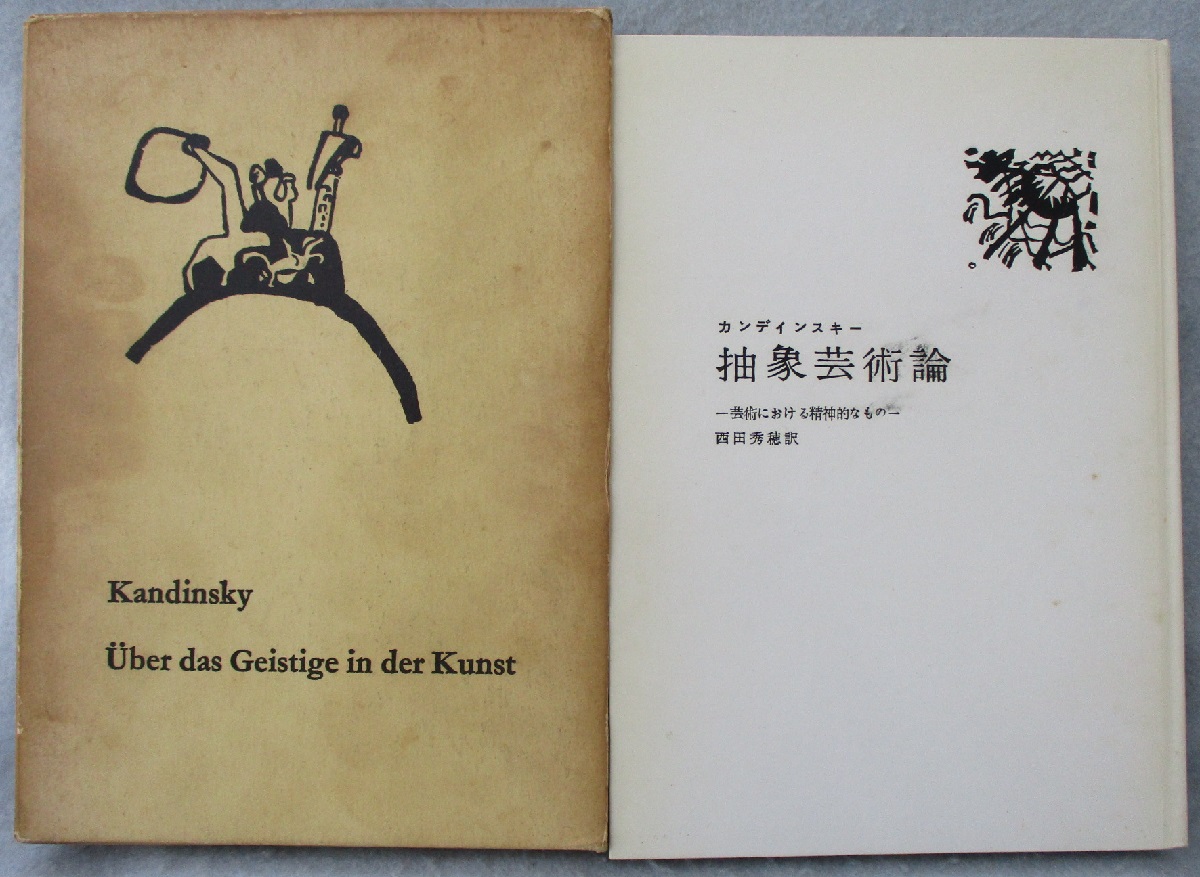 Kandinsky
Über das Geistige in der Kunst
カンディンスキー
抽象芸術論
—芸術における精神的なもの—
西田秀穂訳